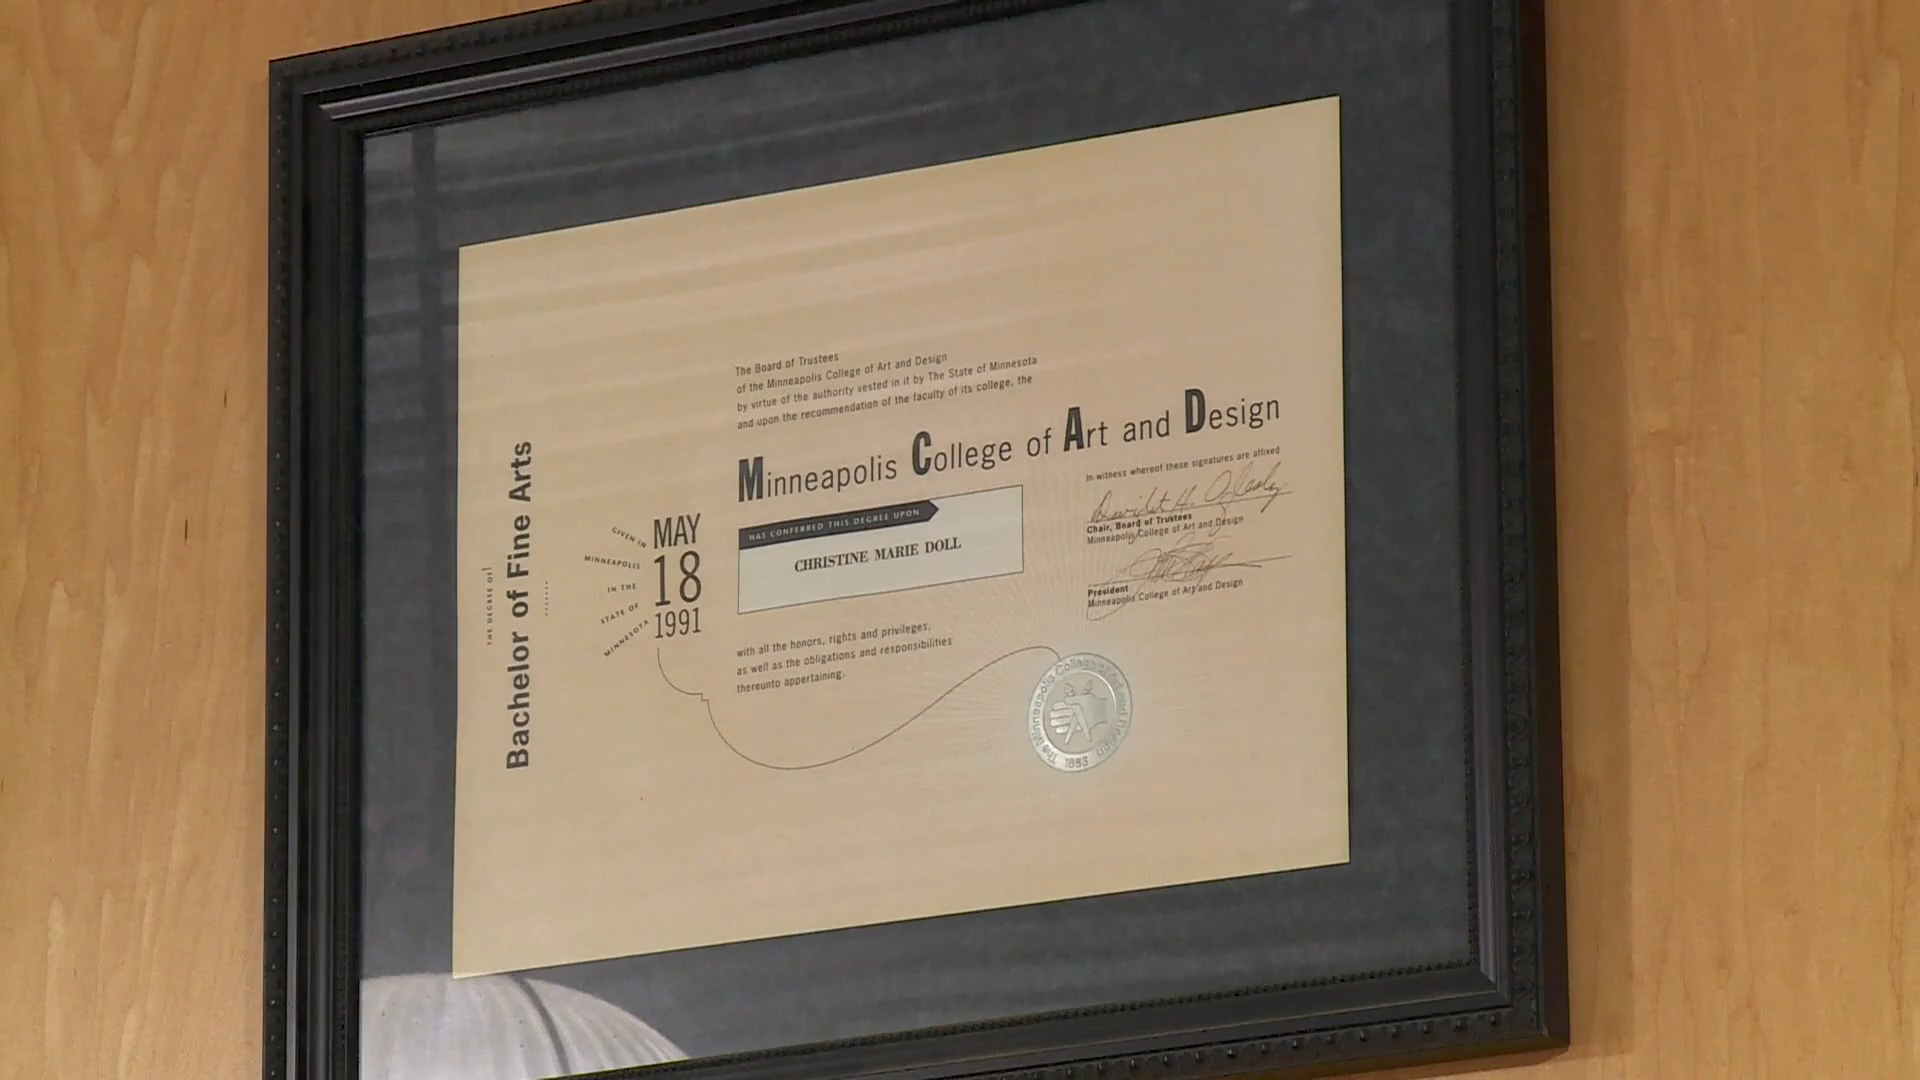 THE DEGREE OF
Bachelor of Fine Arts
GIVEN IN
MINNEAPOLIS
IN THE
STATE OF
MINNESOTA
MAY
18
1991
The Board of Trustees
of the Minneapolis College of Art and Design
by virtue of the authority vested in it by The State of Minnesota
and upon the recommendation of the faculty of its college, the
Minneapolis College of Art and Design
HAS CONFERRED THIS DEGREE UPON
CHRISTINE MARIE DOLL
with all the honors, rights and privileges,
as well as the obligations and responsibilities
thereunto appertaining.
In witness whereof these signatures are affixed
Chair, Board of Trustees
Minneapolis College of Art and Design
President
Minneapolis College of Art and Design
The Minneapolis College of Art and Design
1883